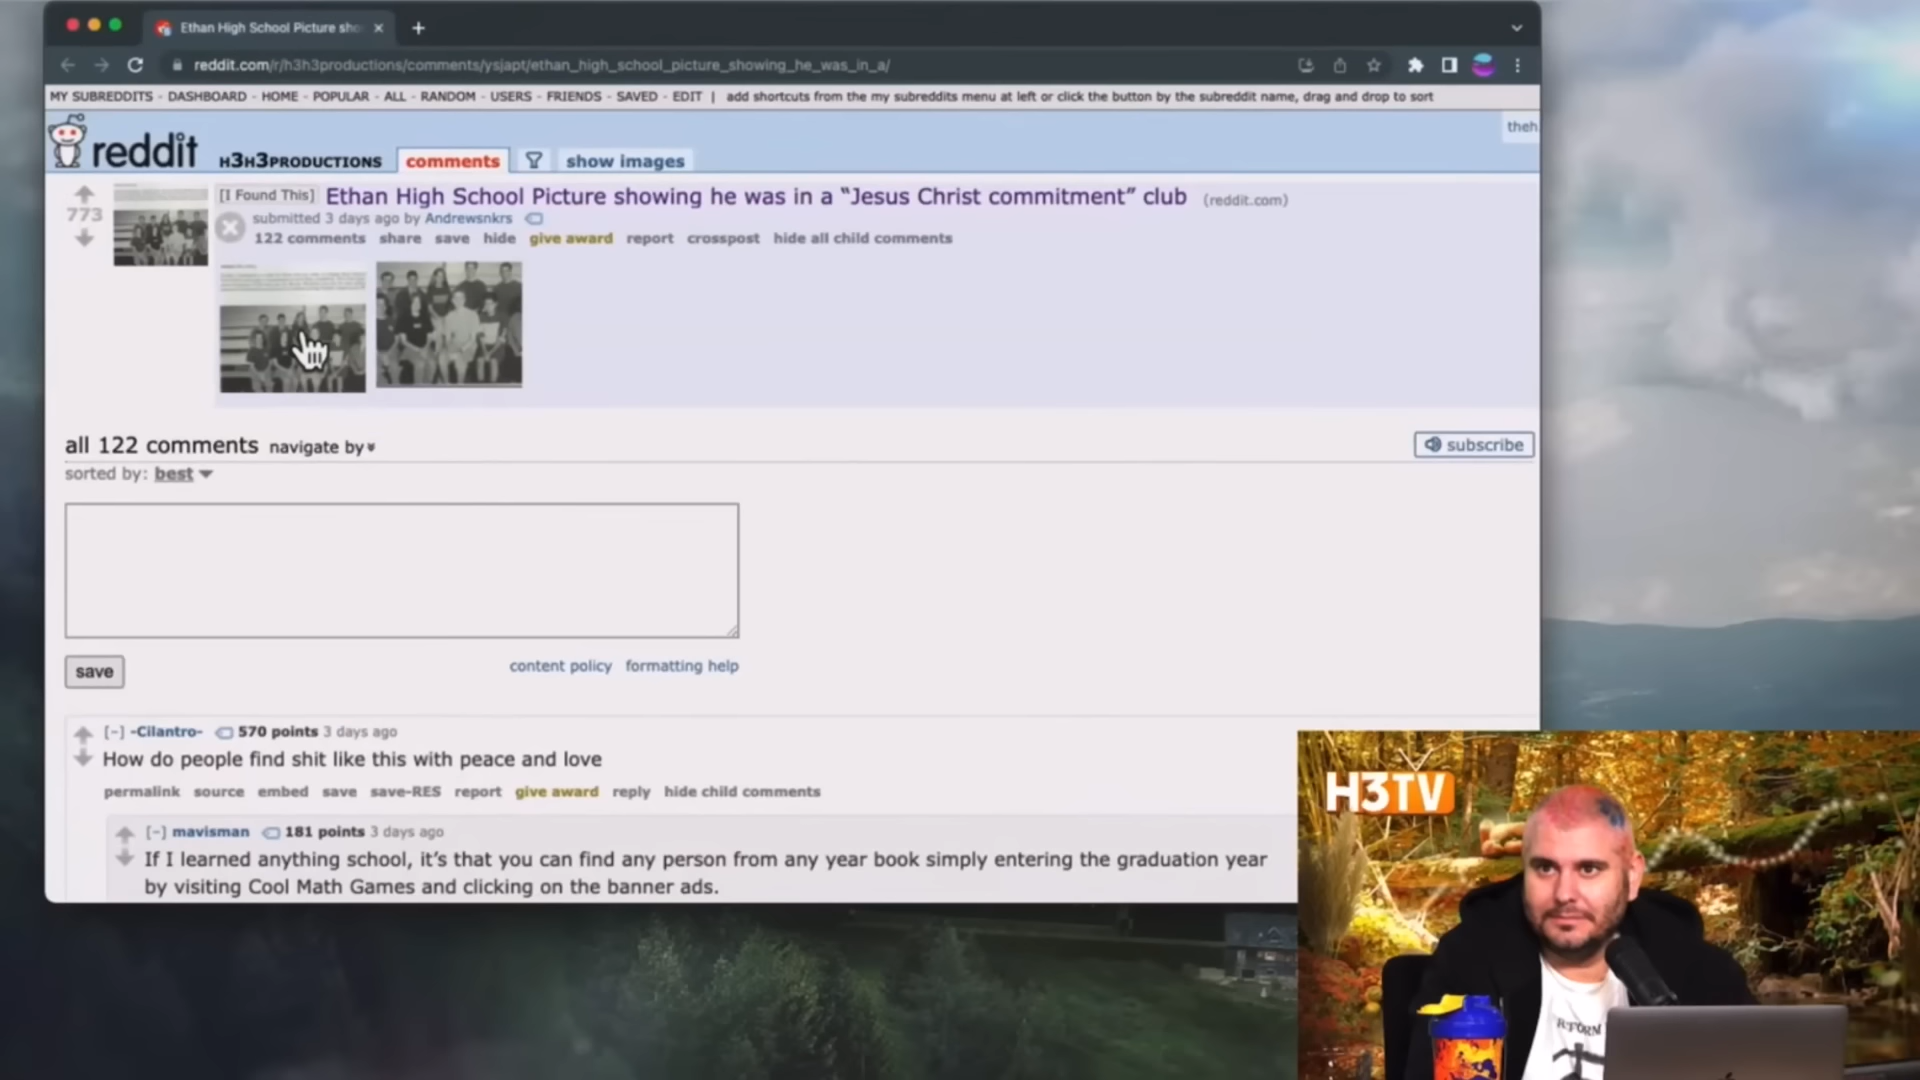 Ethan High School Picture sho
reddit.com/r/h3h3productions/comments/ysjapt/ethan_high_school_picture_showing_he_was_in_a/
MY SUBREDDITS - DASHBOARD - HOME - POPULAR - ALL - RANDOM - USERS - FRIENDS - SAVED - EDIT | add shortcuts from the my subreddits menu at left or click the button by the subreddit name, drag and drop to sort
theh
reddit H3H3PRODUCTIONS comments show images
[I Found This] Ethan High School Picture showing he was in a “Jesus Christ commitment” club (reddit.com)
773
submitted 3 days ago by Andrewsnkrs
122 comments share save hide give award report crosspost hide all child comments
all 122 comments navigate by
subscribe
sorted by: best
save
content policy formatting help
[-] -Cilantro- 570 points 3 days ago
How do people find shit like this with peace and love
permalink source embed save save-RES report give award reply hide child comments
[-] mavisman 181 points 3 days ago
If I learned anything school, it’s that you can find any person from any year book simply entering the graduation year
by visiting Cool Math Games and clicking on the banner ads.
H3TV